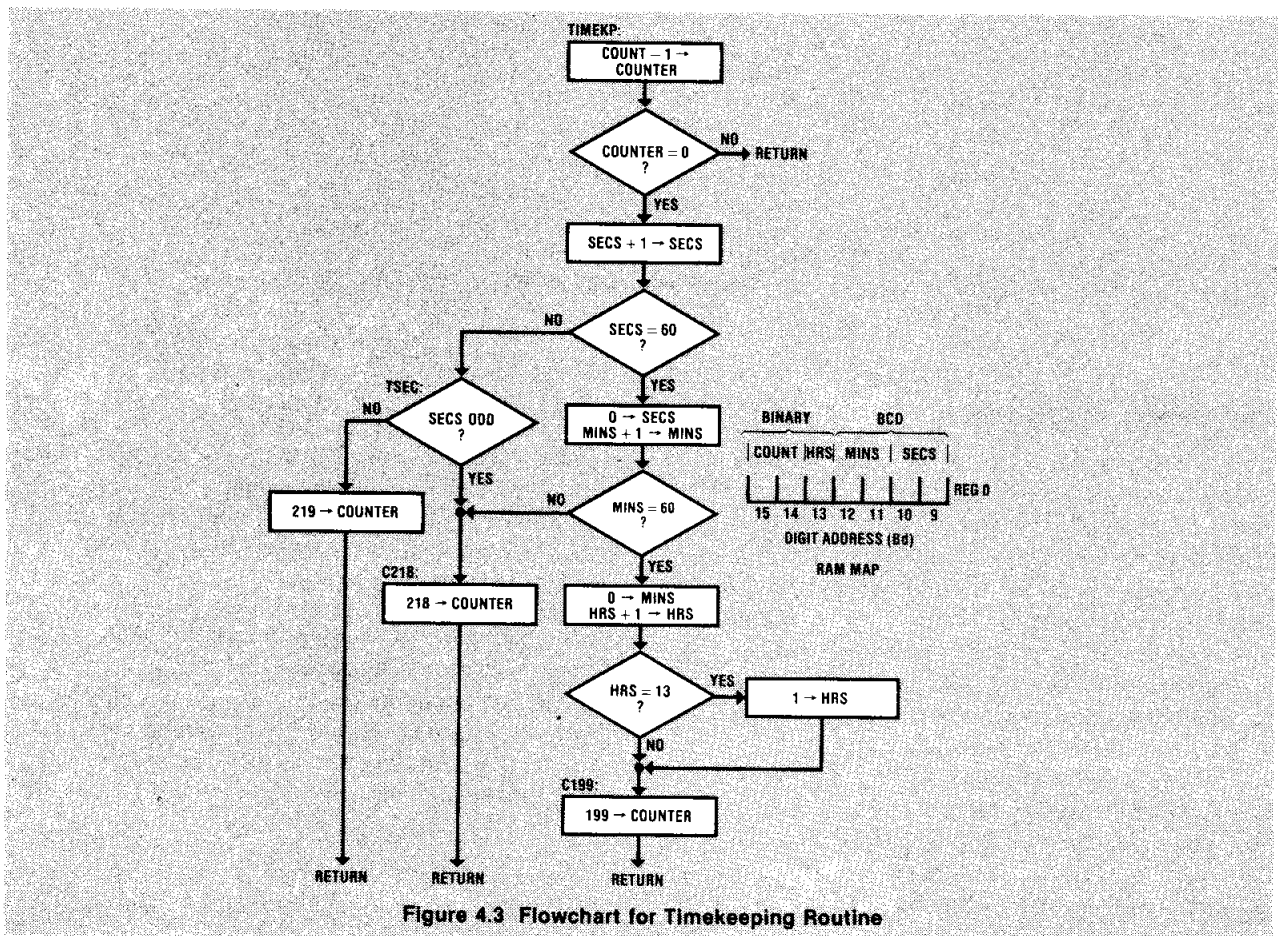 TIMEKP:
COUNT – 1 →
COUNTER
COUNTER = 0
?
NO
RETURN
YES
SECS + 1 → SECS
NO
SECS = 60
?
YES
TSEC:
NO
SECS ODD
?
YES
0 → SECS
MINS + 1 → MINS
BINARY
BCD
COUNT
HRS
MINS
SECS
REG 0
15 14 13 12 11 10 9
DIGIT ADDRESS (Bd)
RAM MAP
219 → COUNTER
NO
MINS = 60
?
YES
C218:
218 → COUNTER
0 → MINS
HRS + 1 → HRS
HRS = 13
?
YES
1 → HRS
NO
C199:
199 → COUNTER
RETURN
RETURN
RETURN
Figure 4.3 Flowchart for Timekeeping Routine